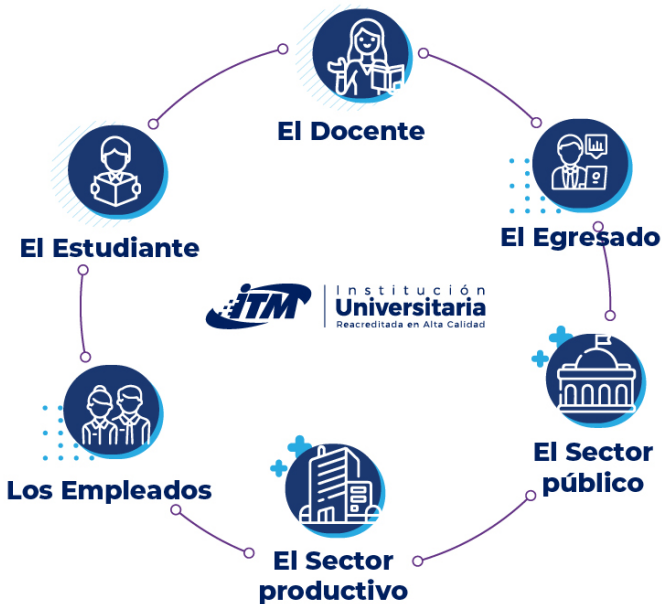 El Docente
El Estudiante
El Egresado
iTM
Institución
Universitaria
Reacreditada en Alta Calidad
El Sector
público
Los Empleados
El Sector
productivo